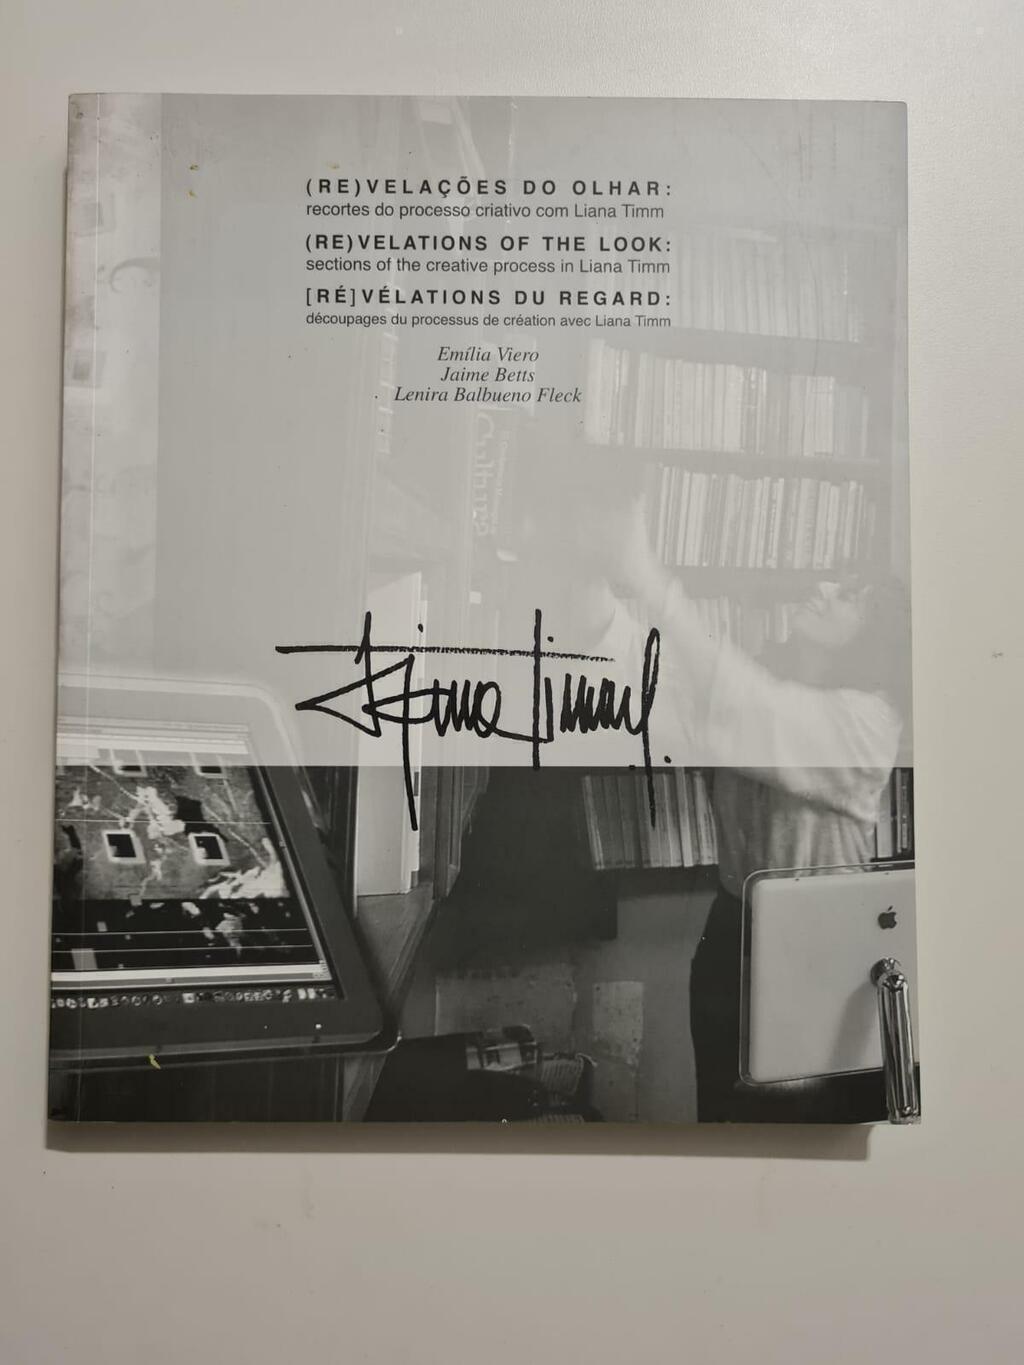 (RE)VELAÇÕES DO OLHAR:
recortes do processo criativo com Liana Timm
(RE)VELATIONS OF THE LOOK:
sections of the creative process in Liana Timm
[RÉ]VÉLATIONS DU REGARD:
découpages du processus de création avec Liana Timm
Emília Viero
Jaime Betts
Lenira Balbueno Fleck
Liana Timm